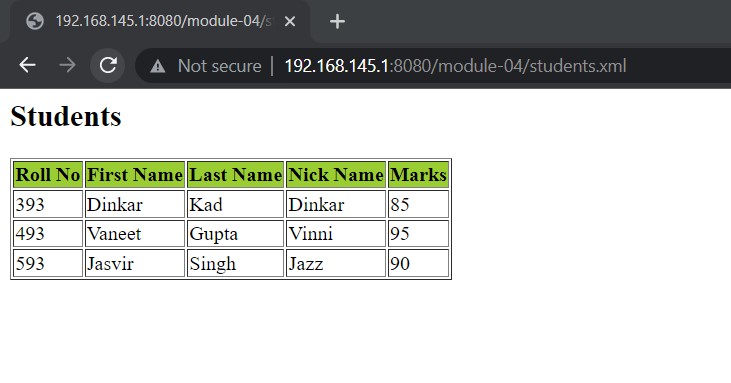 192.168.145.1:8080/module-04/s
Not secure | 192.168.145.1:8080/module-04/students.xml
Students
Roll No First Name Last Name Nick Name Marks
393 Dinkar Kad Dinkar 85
493 Vaneet Gupta Vinni 95
593 Jasvir Singh Jazz 90